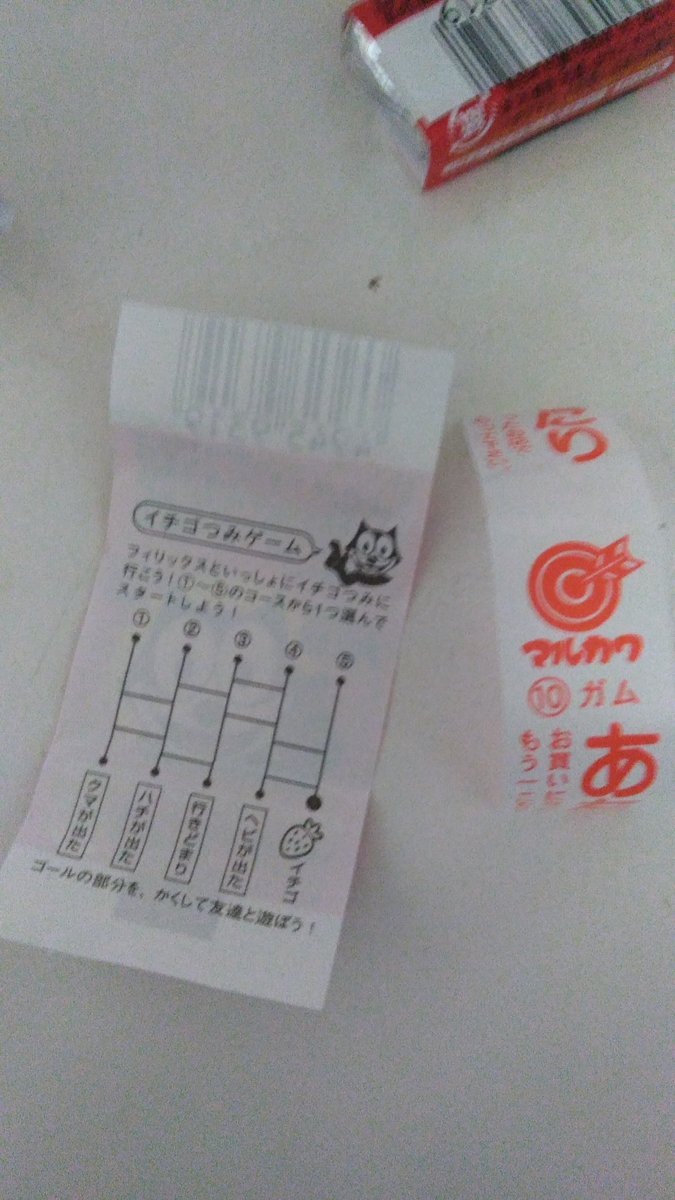 イチゴつみゲーム
フィリックスといっしょにイチゴつみに
行こう!①〜⑤のコースから1つ選んで
スタートしよう!
① ② ③ ④ ⑤
クマが出た
ハチが出た
行きどまり
ヘビが出た
イチゴ
ゴールの部分を、かくして友達と遊ぼう!
マルカワ
⑩ガム
あ
お買い
もう一